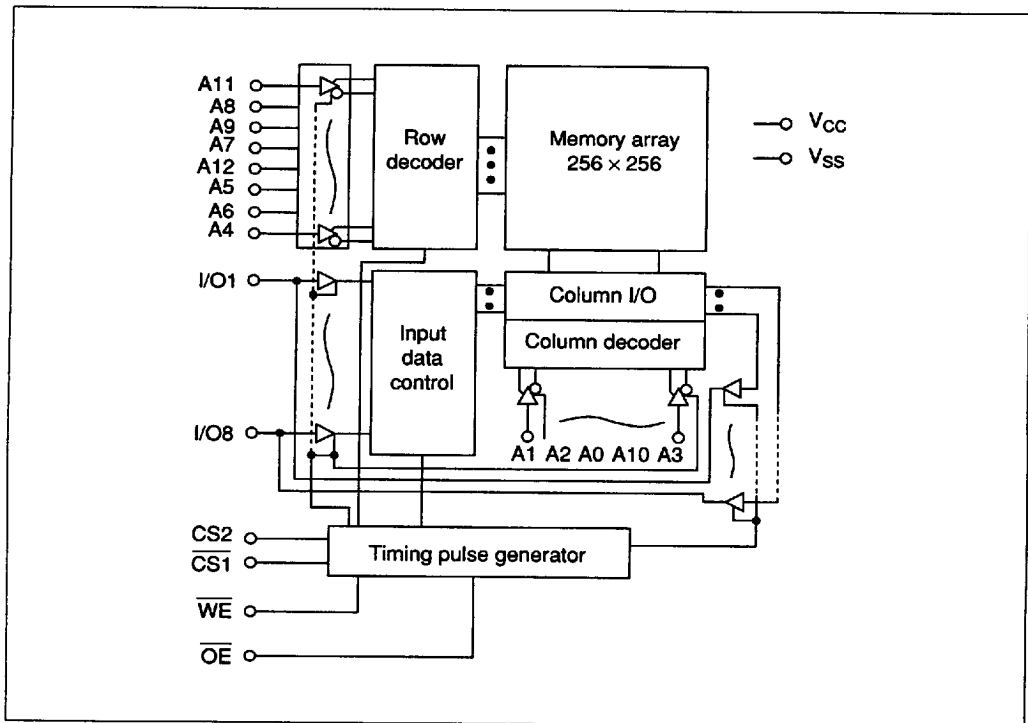 A11
A8
A9
A7
A12
A5
A6
A4
Row
decoder
Memory array
256 × 256
VCC
VSS
I/O1
I/O8
Input
data
control
Column I/O
Column decoder
A1 A2 A0 A10 A3
CS2
CS1
WE
OE
Timing pulse generator